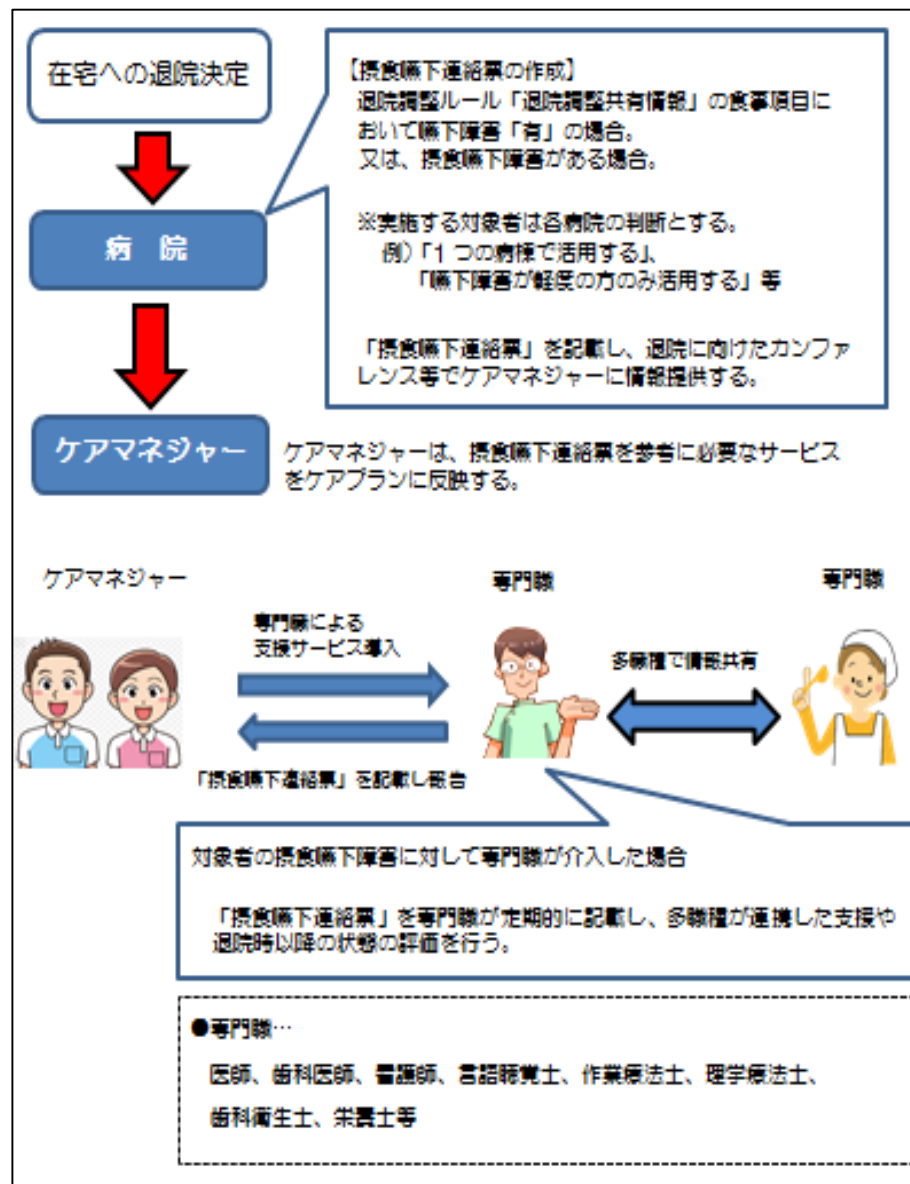 在宅への退院決定
【摂食嚥下連絡票の作成】
退院調整ルール「退院調整共有情報」の食事項目に
おいて嚥下障害「有」の場合。
又は、摂食嚥下障害がある場合。
※実施する対象者は各病院の判断とする。
例)「1つの病棟で活用する」、
「嚥下障害が軽度の方のみ活用する」等
「摂食嚥下連絡票」を記載し、退院に向けたカンファ
レンス等でケアマネジャーに情報提供する。
病 院
ケアマネジャー
ケアマネジャーは、摂食嚥下連絡票を参考に必要なサービス
をケアプランに反映する。
ケアマネジャー
専門職
専門職
専門職による
支援サービス導入
多職種で情報共有
「摂食嚥下連絡票」を記載し報告
対象者の摂食嚥下障害に対して専門職が介入した場合
「摂食嚥下連絡票」を専門職が定期的に記載し、多職種が連携した支援や
退院時以降の状態の評価を行う。
●専門職…
医師、歯科医師、看護師、言語聴覚士、作業療法士、理学療法士、
歯科衛生士、栄養士等